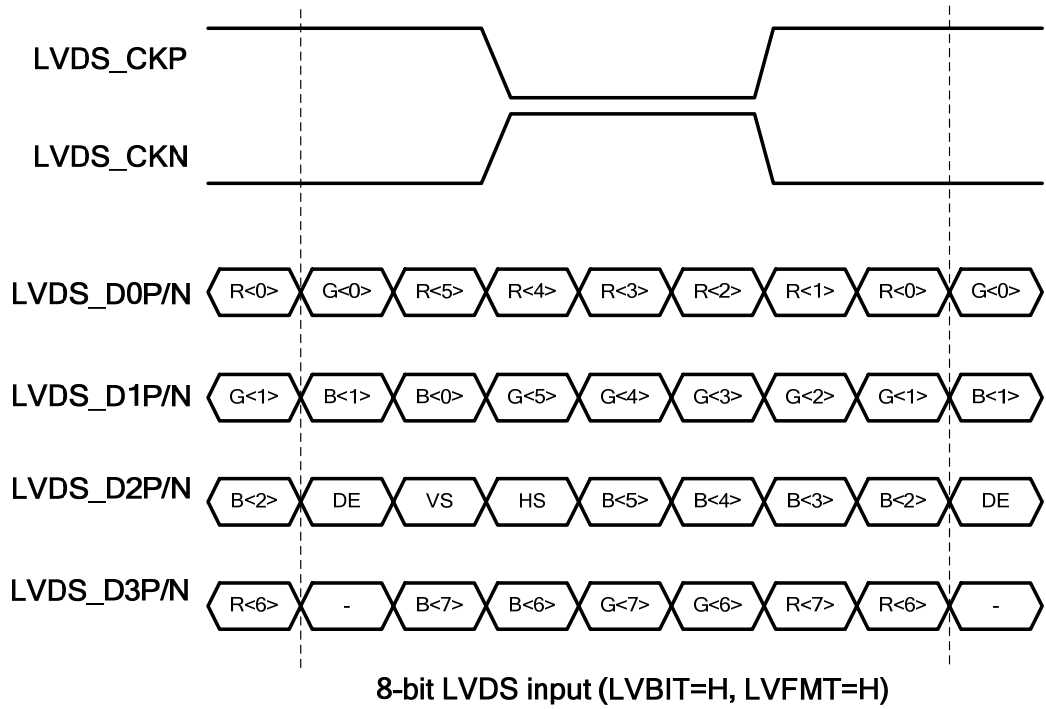 LVDS_CKP
LVDS_CKN
LVDS_D0P/N R<0> G<0> R<5> R<4> R<3> R<2> R<1> R<0> G<0>
LVDS_D1P/N G<1> B<1> B<0> G<5> G<4> G<3> G<2> G<1> B<1>
LVDS_D2P/N B<2> DE VS HS B<5> B<4> B<3> B<2> DE
LVDS_D3P/N R<6> - B<7> B<6> G<7> G<6> R<7> R<6> -
8-bit LVDS input (LVBIT=H, LVFMT=H)